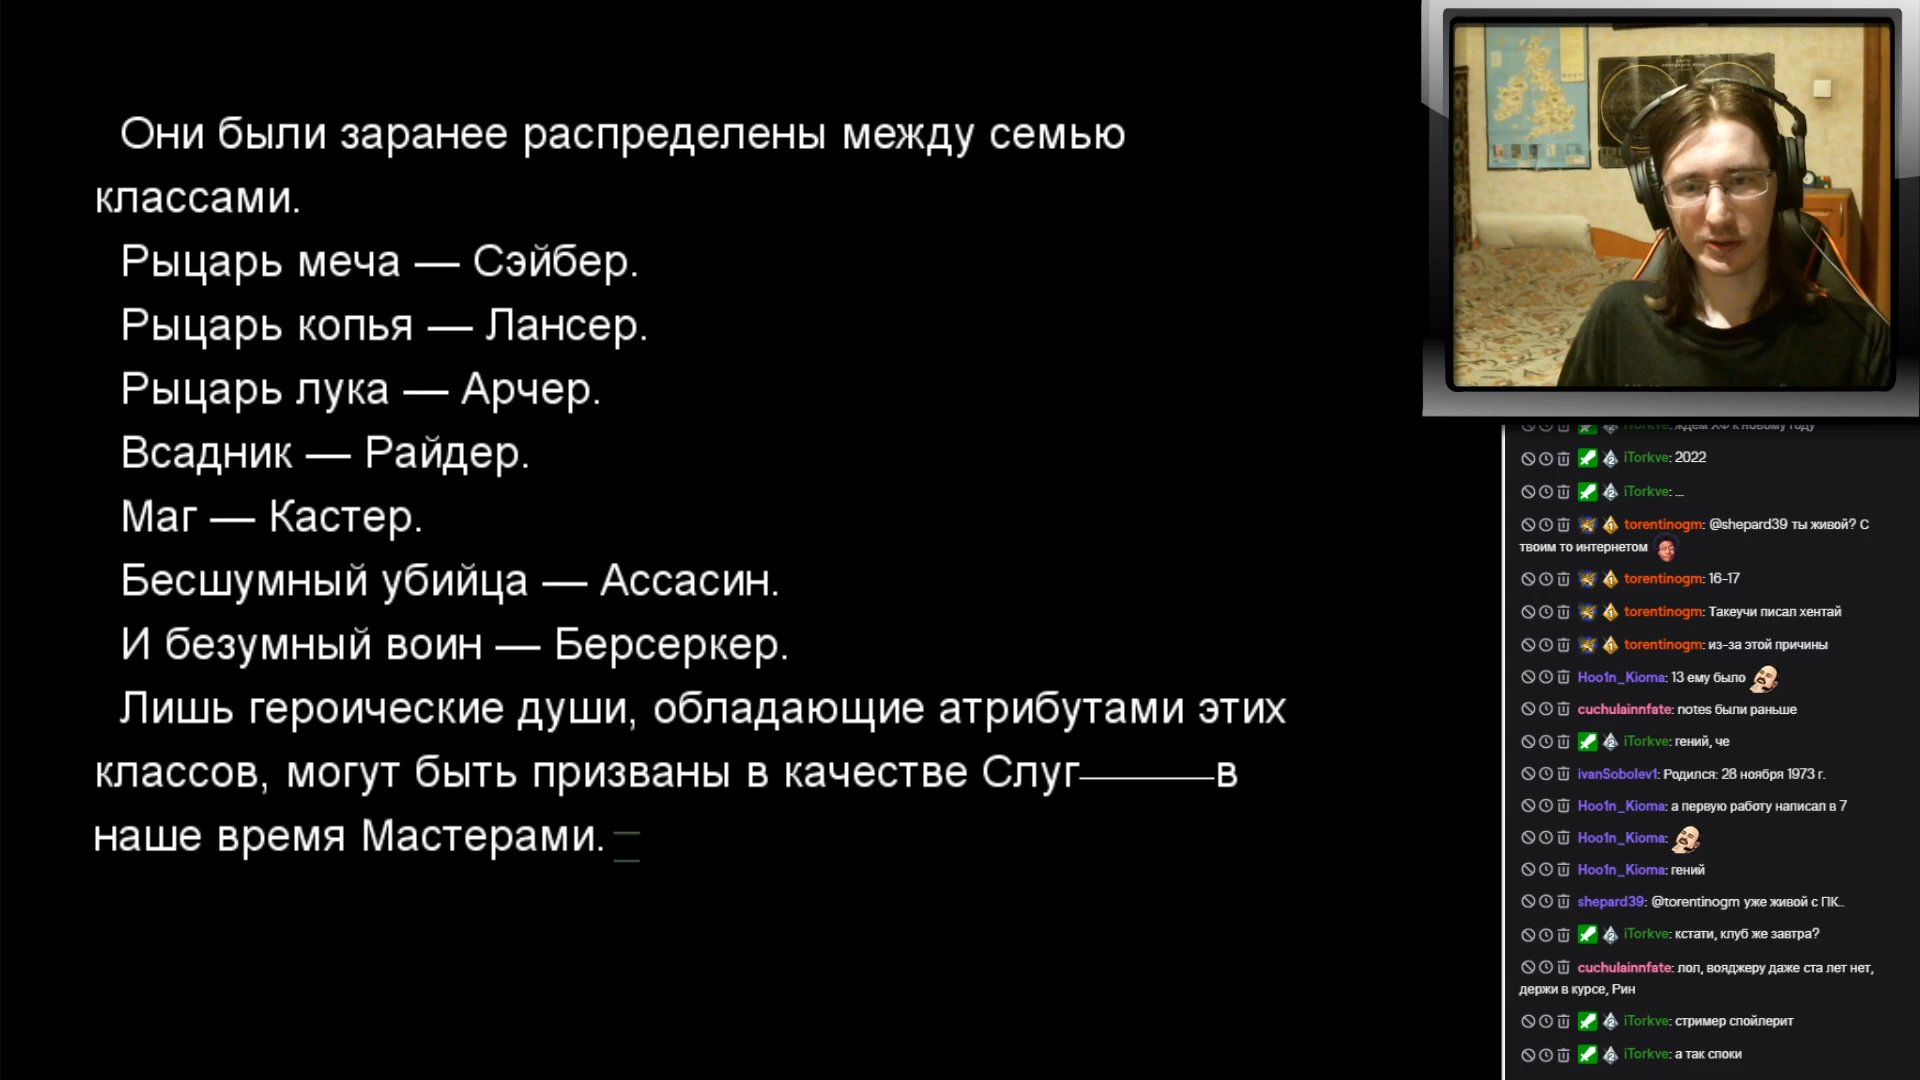 Они были заранее распределены между семью
классами.
Рыцарь меча — Сэйбер.
Рыцарь копья — Лансер.
Рыцарь лука — Арчер.
Всадник — Райдер.
Маг — Кастер.
Бесшумный убийца — Ассасин.
И безумный воин — Берсеркер.
Лишь героические души, обладающие атрибутами этих
классов, могут быть призваны в качестве Слуг———в
наше время Мастерами.
iTorkve: ждем ХФ к новому году
iTorkve: 2022
iTorkve: ...
torentinogm: @shepard39 ты живой? С
твоим то интернетом
torentinogm: 16-17
torentinogm: Такеучи писал хентай
torentinogm: из-за этой причины
Hoo1n_Kioma: 13 ему было
cuchulainnfate: notes были раньше
iTorkve: гений, че
ivanSobolev1: Родился: 28 ноября 1973 г.
Hoo1n_Kioma: а первую работу написал в 7
Hoo1n_Kioma:
Hoo1n_Kioma: гений
shepard39: @torentinogm уже живой с ПК..
iTorkve: кстати, клуб же завтра?
cuchulainnfate: лол, вояджеру даже ста лет нет,
держи в курсе, Рин
iTorkve: стример спойлерит
iTorkve: а так споки